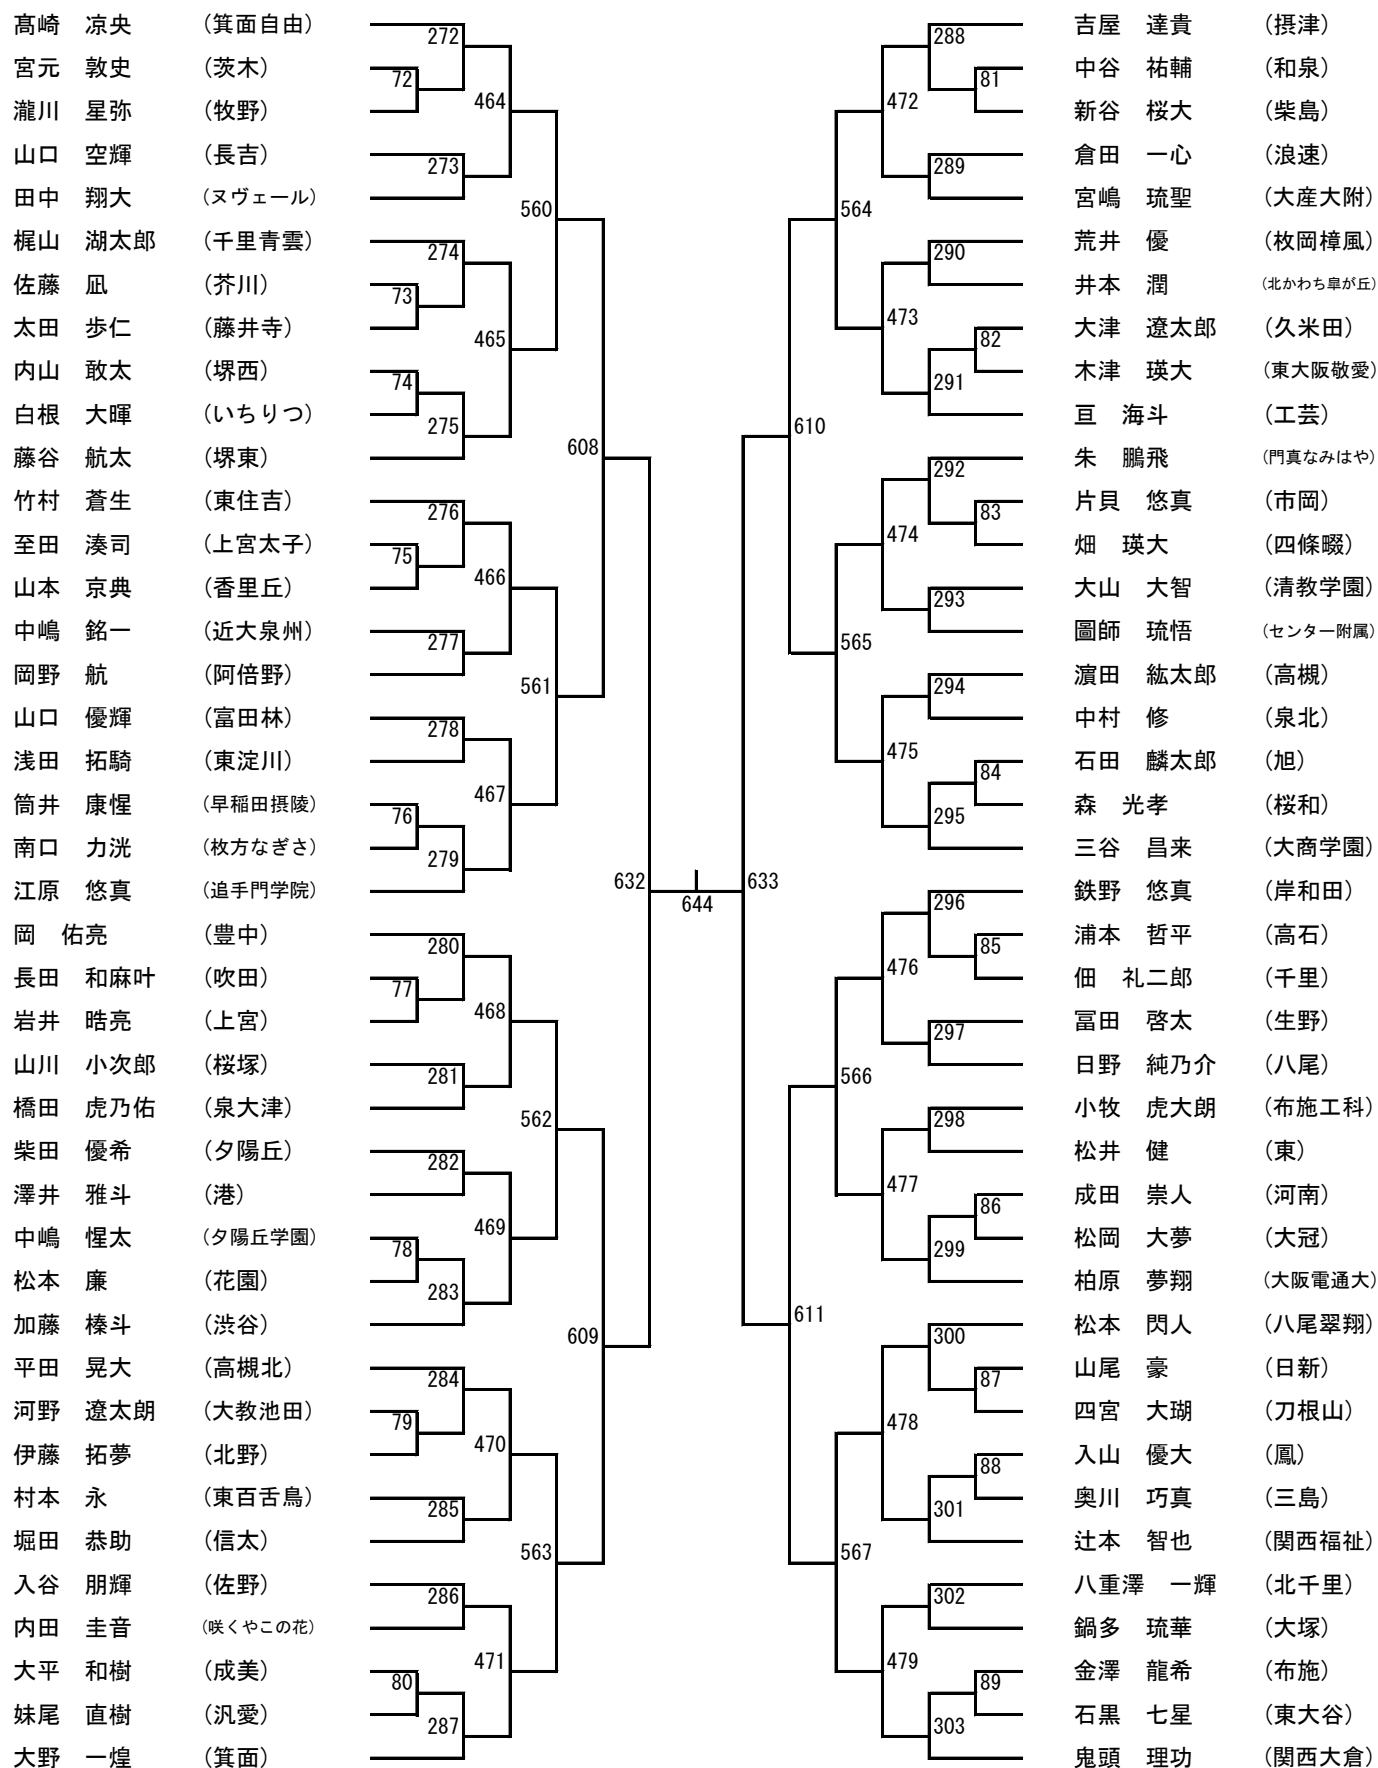 髙崎　凉央　（箕面自由）
宮元　敦史　（茨木）
瀧川　星弥　（牧野）
山口　空輝　（長吉）
田中　翔大　（ヌヴェール）
梶山　湖太郎　（千里青雲）
佐藤　凪　（芥川）
太田　歩仁　（藤井寺）
内山　敢太　（堺西）
白根　大暉　（いちりつ）
藤谷　航太　（堺東）
竹村　蒼生　（東住吉）
至田　湊司　（上宮太子）
山本　京典　（香里丘）
中嶋　銘一　（近大泉州）
岡野　航　（阿倍野）
山口　優輝　（富田林）
浅田　拓騎　（東淀川）
筒井　康惺　（早稲田摂陵）
南口　力洸　（枚方なぎさ）
江原　悠真　（追手門学院）
岡　佑亮　（豊中）
長田　和麻叶　（吹田）
岩井　晧亮　（上宮）
山川　小次郎　（桜塚）
橋田　虎乃佑　（泉大津）
柴田　優希　（夕陽丘）
澤井　雅斗　（港）
中嶋　惺太　（夕陽丘学園）
松本　廉　（花園）
加藤　榛斗　（渋谷）
平田　晃大　（高槻北）
河野　遼太朗　（大教池田）
伊藤　拓夢　（北野）
村本　永　（東百舌鳥）
堀田　恭助　（信太）
入谷　朋輝　（佐野）
内田　圭音　（咲くやこの花）
大平　和樹　（成美）
妹尾　直樹　（汎愛）
大野　一煌　（箕面）
272
72
273
274
73
74
275
276
75
277
278
76
279
280
77
281
282
78
283
284
79
285
286
80
287
464
465
466
467
468
469
470
471
560
561
562
563
608
609
632
644
633
610
611
564
565
566
567
472
473
474
475
476
477
478
479
288
81
289
290
82
291
292
83
293
294
84
295
296
85
297
298
86
299
300
87
88
301
302
89
303
吉屋　達貴　（摂津）
中谷　祐輔　（和泉）
新谷　桜大　（柴島）
倉田　一心　（浪速）
宮嶋　琉聖　（大産大附）
荒井　優　（枚岡樟風）
井本　潤　（北かわち皐が丘）
大津　遼太郎　（久米田）
木津　瑛大　（東大阪敬愛）
亘　海斗　（工芸）
朱　鵬飛　（門真なみはや）
片貝　悠真　（市岡）
畑　瑛大　（四條畷）
大山　大智　（清教学園）
圖師　琉悟　（センター附属）
濵田　紘太郎　（高槻）
中村　修　（泉北）
石田　麟太郎　（旭）
森　光孝　（桜和）
三谷　昌来　（大商学園）
鉄野　悠真　（岸和田）
浦本　哲平　（高石）
佃　礼二郎　（千里）
冨田　啓太　（生野）
日野　純乃介　（八尾）
小牧　虎大朗　（布施工科）
松井　健　（東）
成田　崇人　（河南）
松岡　大夢　（大冠）
柏原　夢翔　（大阪電通大）
松本　閃人　（八尾翠翔）
山尾　豪　（日新）
四宮　大瑚　（刀根山）
入山　優大　（鳳）
奥川　巧真　（三島）
辻本　智也　（関西福祉）
八重澤　一輝　（北千里）
鍋多　琉華　（大塚）
金澤　龍希　（布施）
石黒　七星　（東大谷）
鬼頭　理功　（関西大倉）